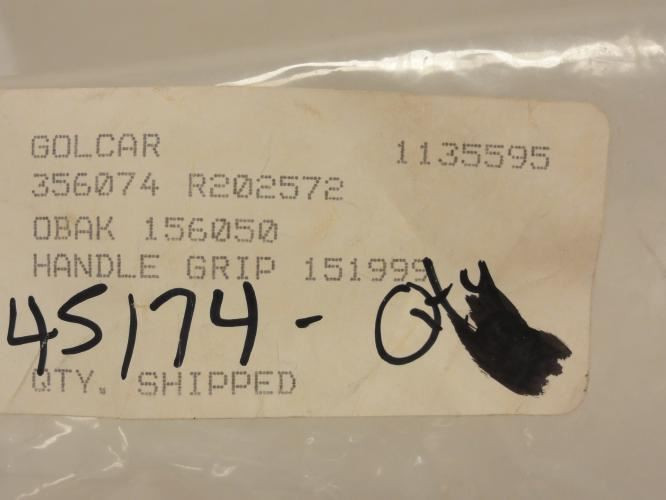 GOLCAR 1135595
356074 R202572
OBAK 156050
HANDLE GRIP 151999
45174 - Qty
QTY. SHIPPED